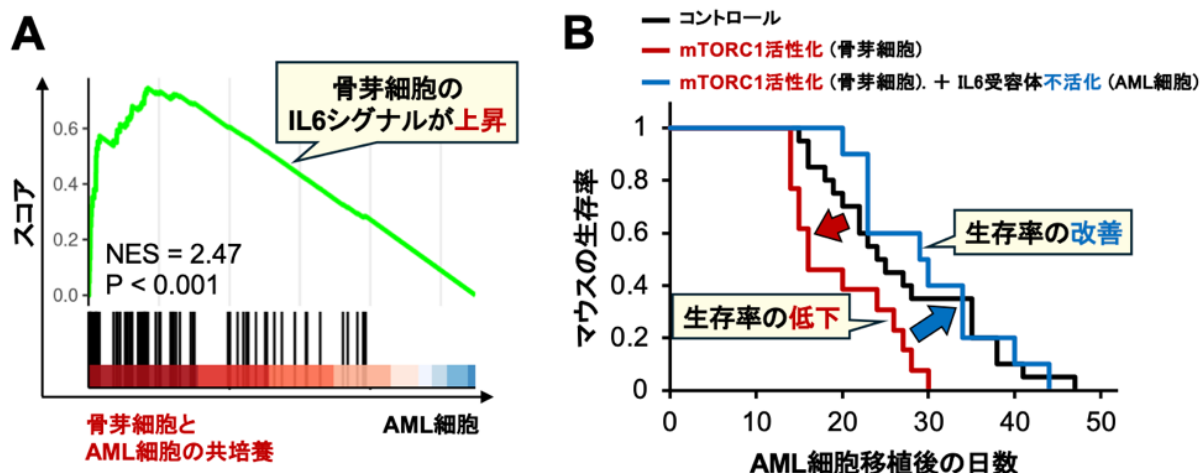 A
骨芽細胞の
IL6シグナルが上昇
スコア
0.6
0.4
0.2
0.0
NES = 2.47
P < 0.001
骨芽細胞と
AML細胞の共培養
AML細胞
B
コントロール
mTORC1活性化 (骨芽細胞)
mTORC1活性化 (骨芽細胞). + IL6受容体不活化 (AML細胞)
マウスの生存率
1
0.8
0.6
0.4
0.2
0
生存率の改善
生存率の低下
0 10 20 30 40 50
AML細胞移植後の日数